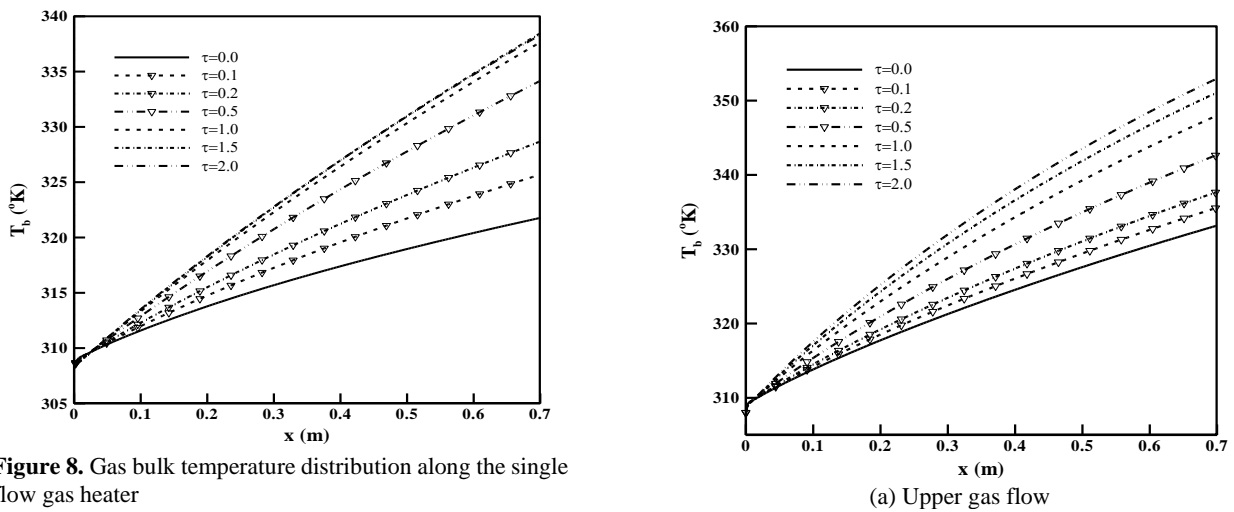 340
335
330
325
320
315
310
305
T_b (°K)
τ=0.0
τ=0.1
τ=0.2
τ=0.5
τ=1.0
τ=1.5
τ=2.0
0 0.1 0.2 0.3 0.4 0.5 0.6 0.7
x (m)
igure 8. Gas bulk temperature distribution along the single
low gas heater
360
350
340
330
320
310
T_b (°K)
τ=0.0
τ=0.1
τ=0.2
τ=0.5
τ=1.0
τ=1.5
τ=2.0
0 0.1 0.2 0.3 0.4 0.5 0.6 0.7
x (m)
(a) Upper gas flow